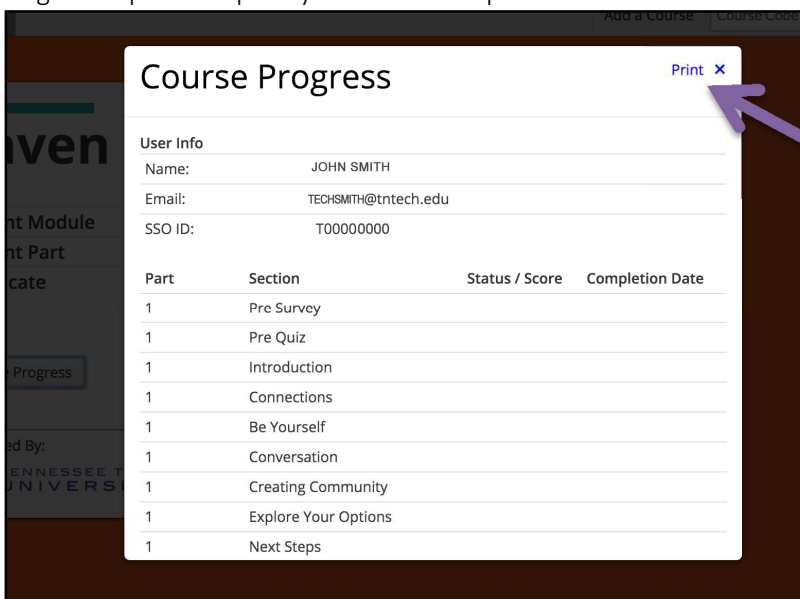 Add a Course Course Code
Course Progress
Print ×
User Info
Name: JOHN SMITH
Email: TECHSMITH@tntech.edu
SSO ID: T00000000
Part Section Status / Score Completion Date
1 Pre Survey
1 Pre Quiz
1 Introduction
1 Connections
1 Be Yourself
1 Conversation
1 Creating Community
1 Explore Your Options
1 Next Steps
aven
nt Module
nt Part
cate
Progress
ed By:
ENNESSEE T
UNIVERSI